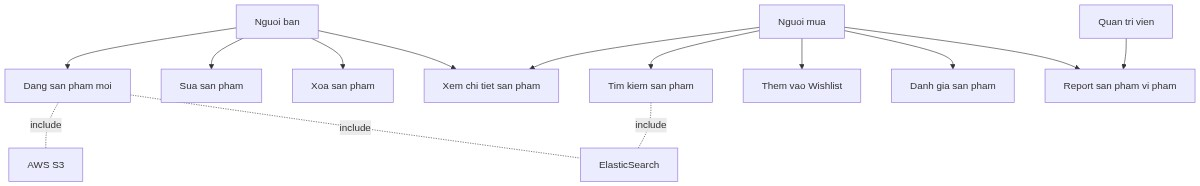 Nguoi ban
Nguoi mua
Quan tri vien
Dang san pham moi
Sua san pham
Xoa san pham
Xem chi tiet san pham
Tim kiem san pham
Them vao Wishlist
Danh gia san pham
Report san pham vi pham
include
include
include
AWS S3
ElasticSearch